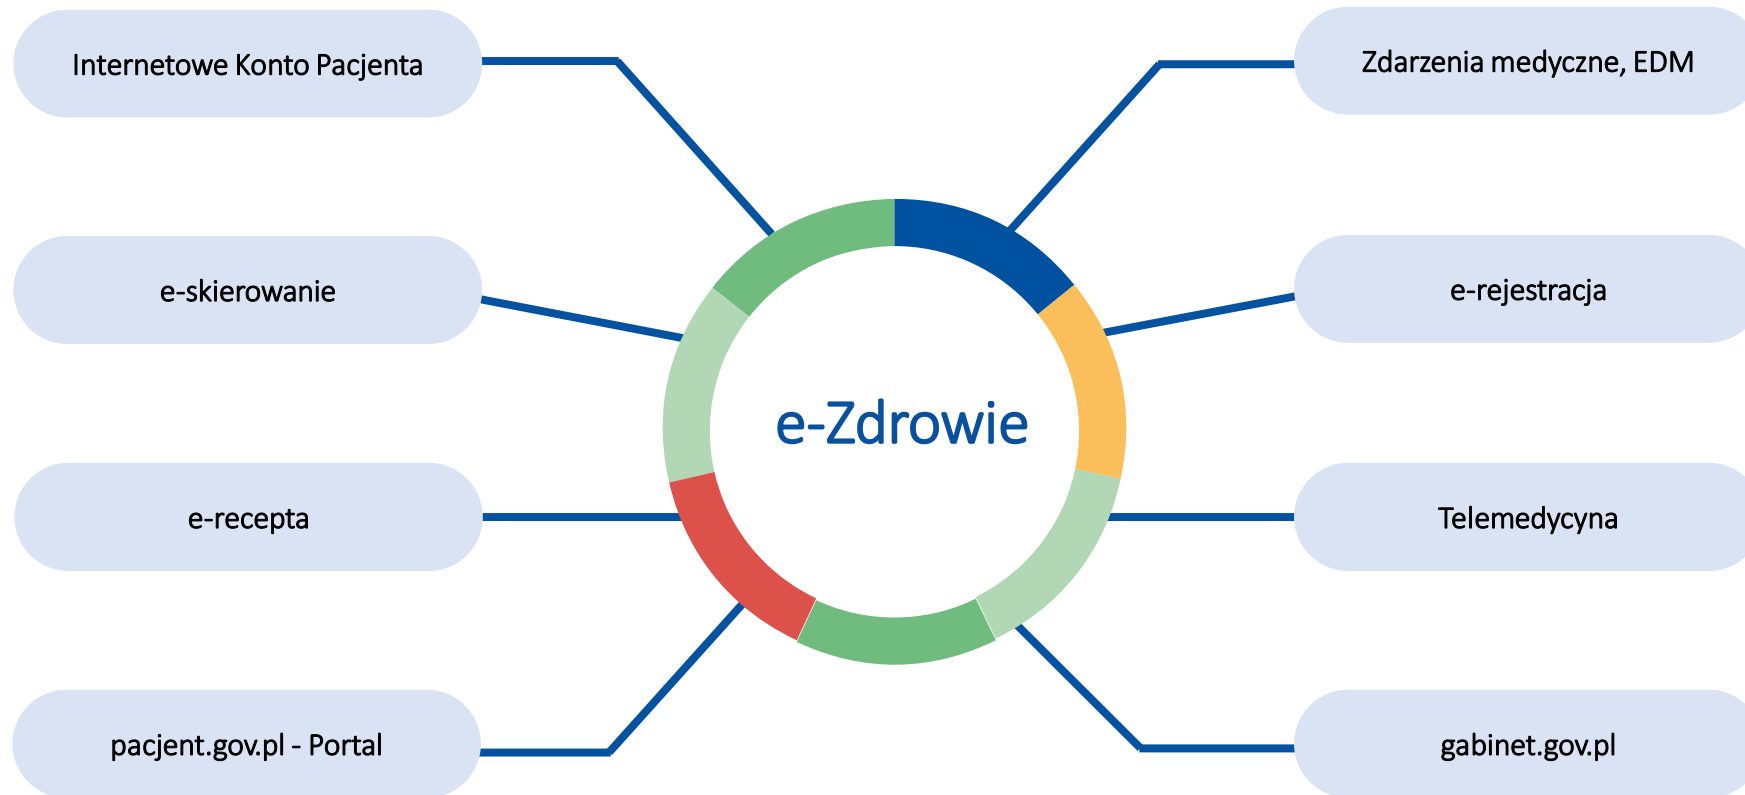 Internetowe Konto Pacjenta
Zdarzenia medyczne, EDM
e-skierowanie
e-rejestracja
e-Zdrowie
e-recepta
Telemedycyna
pacjent.gov.pl - Portal
gabinet.gov.pl